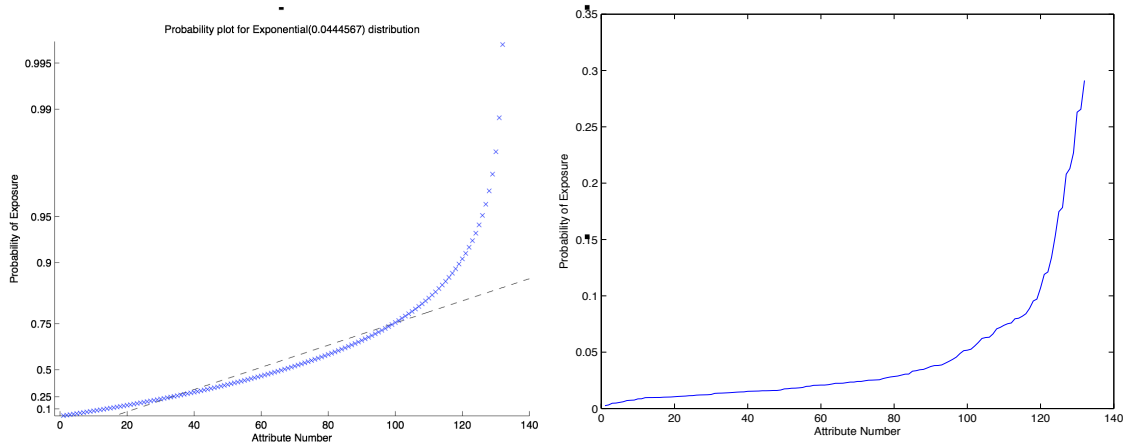 Probability plot for Exponential(0.0444567) distribution
Probability of Exposure
0.995
0.99
0.95
0.9
0.75
0.5
0.25
0.1
0 20 40 60 80 100 120 140
Attribute Number
Probability of Exposure
0.35
0.3
0.25
0.2
0.15
0.1
0.05
0
0 20 40 60 80 100 120 140
Attribute Number